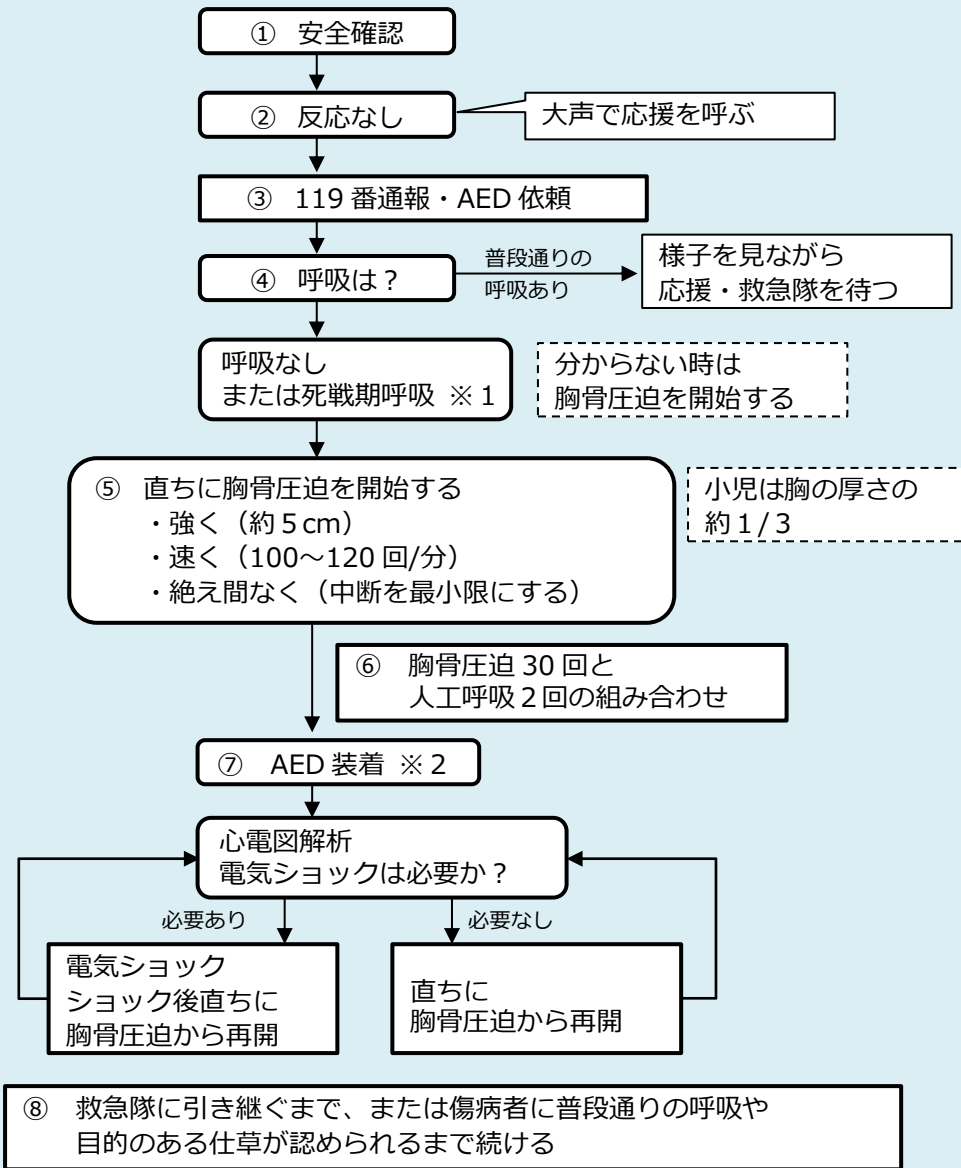 ① 安全確認
② 反応なし
大声で応援を呼ぶ
③ 119 番通報・AED 依頼
④ 呼吸は？
普段通りの
呼吸あり
様子を見ながら
応援・救急隊を待つ
呼吸なし
または死戦期呼吸 ※１
分からない時は
胸骨圧迫を開始する
⑤ 直ちに胸骨圧迫を開始する
・強く（約５cm）
・速く（100～120 回/分）
・絶え間なく（中断を最小限にする）
小児は胸の厚さの
約１/３
⑥ 胸骨圧迫 30 回と
人工呼吸２回の組み合わせ
⑦ AED 装着 ※２
心電図解析
電気ショックは必要か？
必要あり
必要なし
電気ショック
ショック後直ちに
胸骨圧迫から再開
直ちに
胸骨圧迫から再開
⑧ 救急隊に引き継ぐまで、または傷病者に普段通りの呼吸や
目的のある仕草が認められるまで続ける